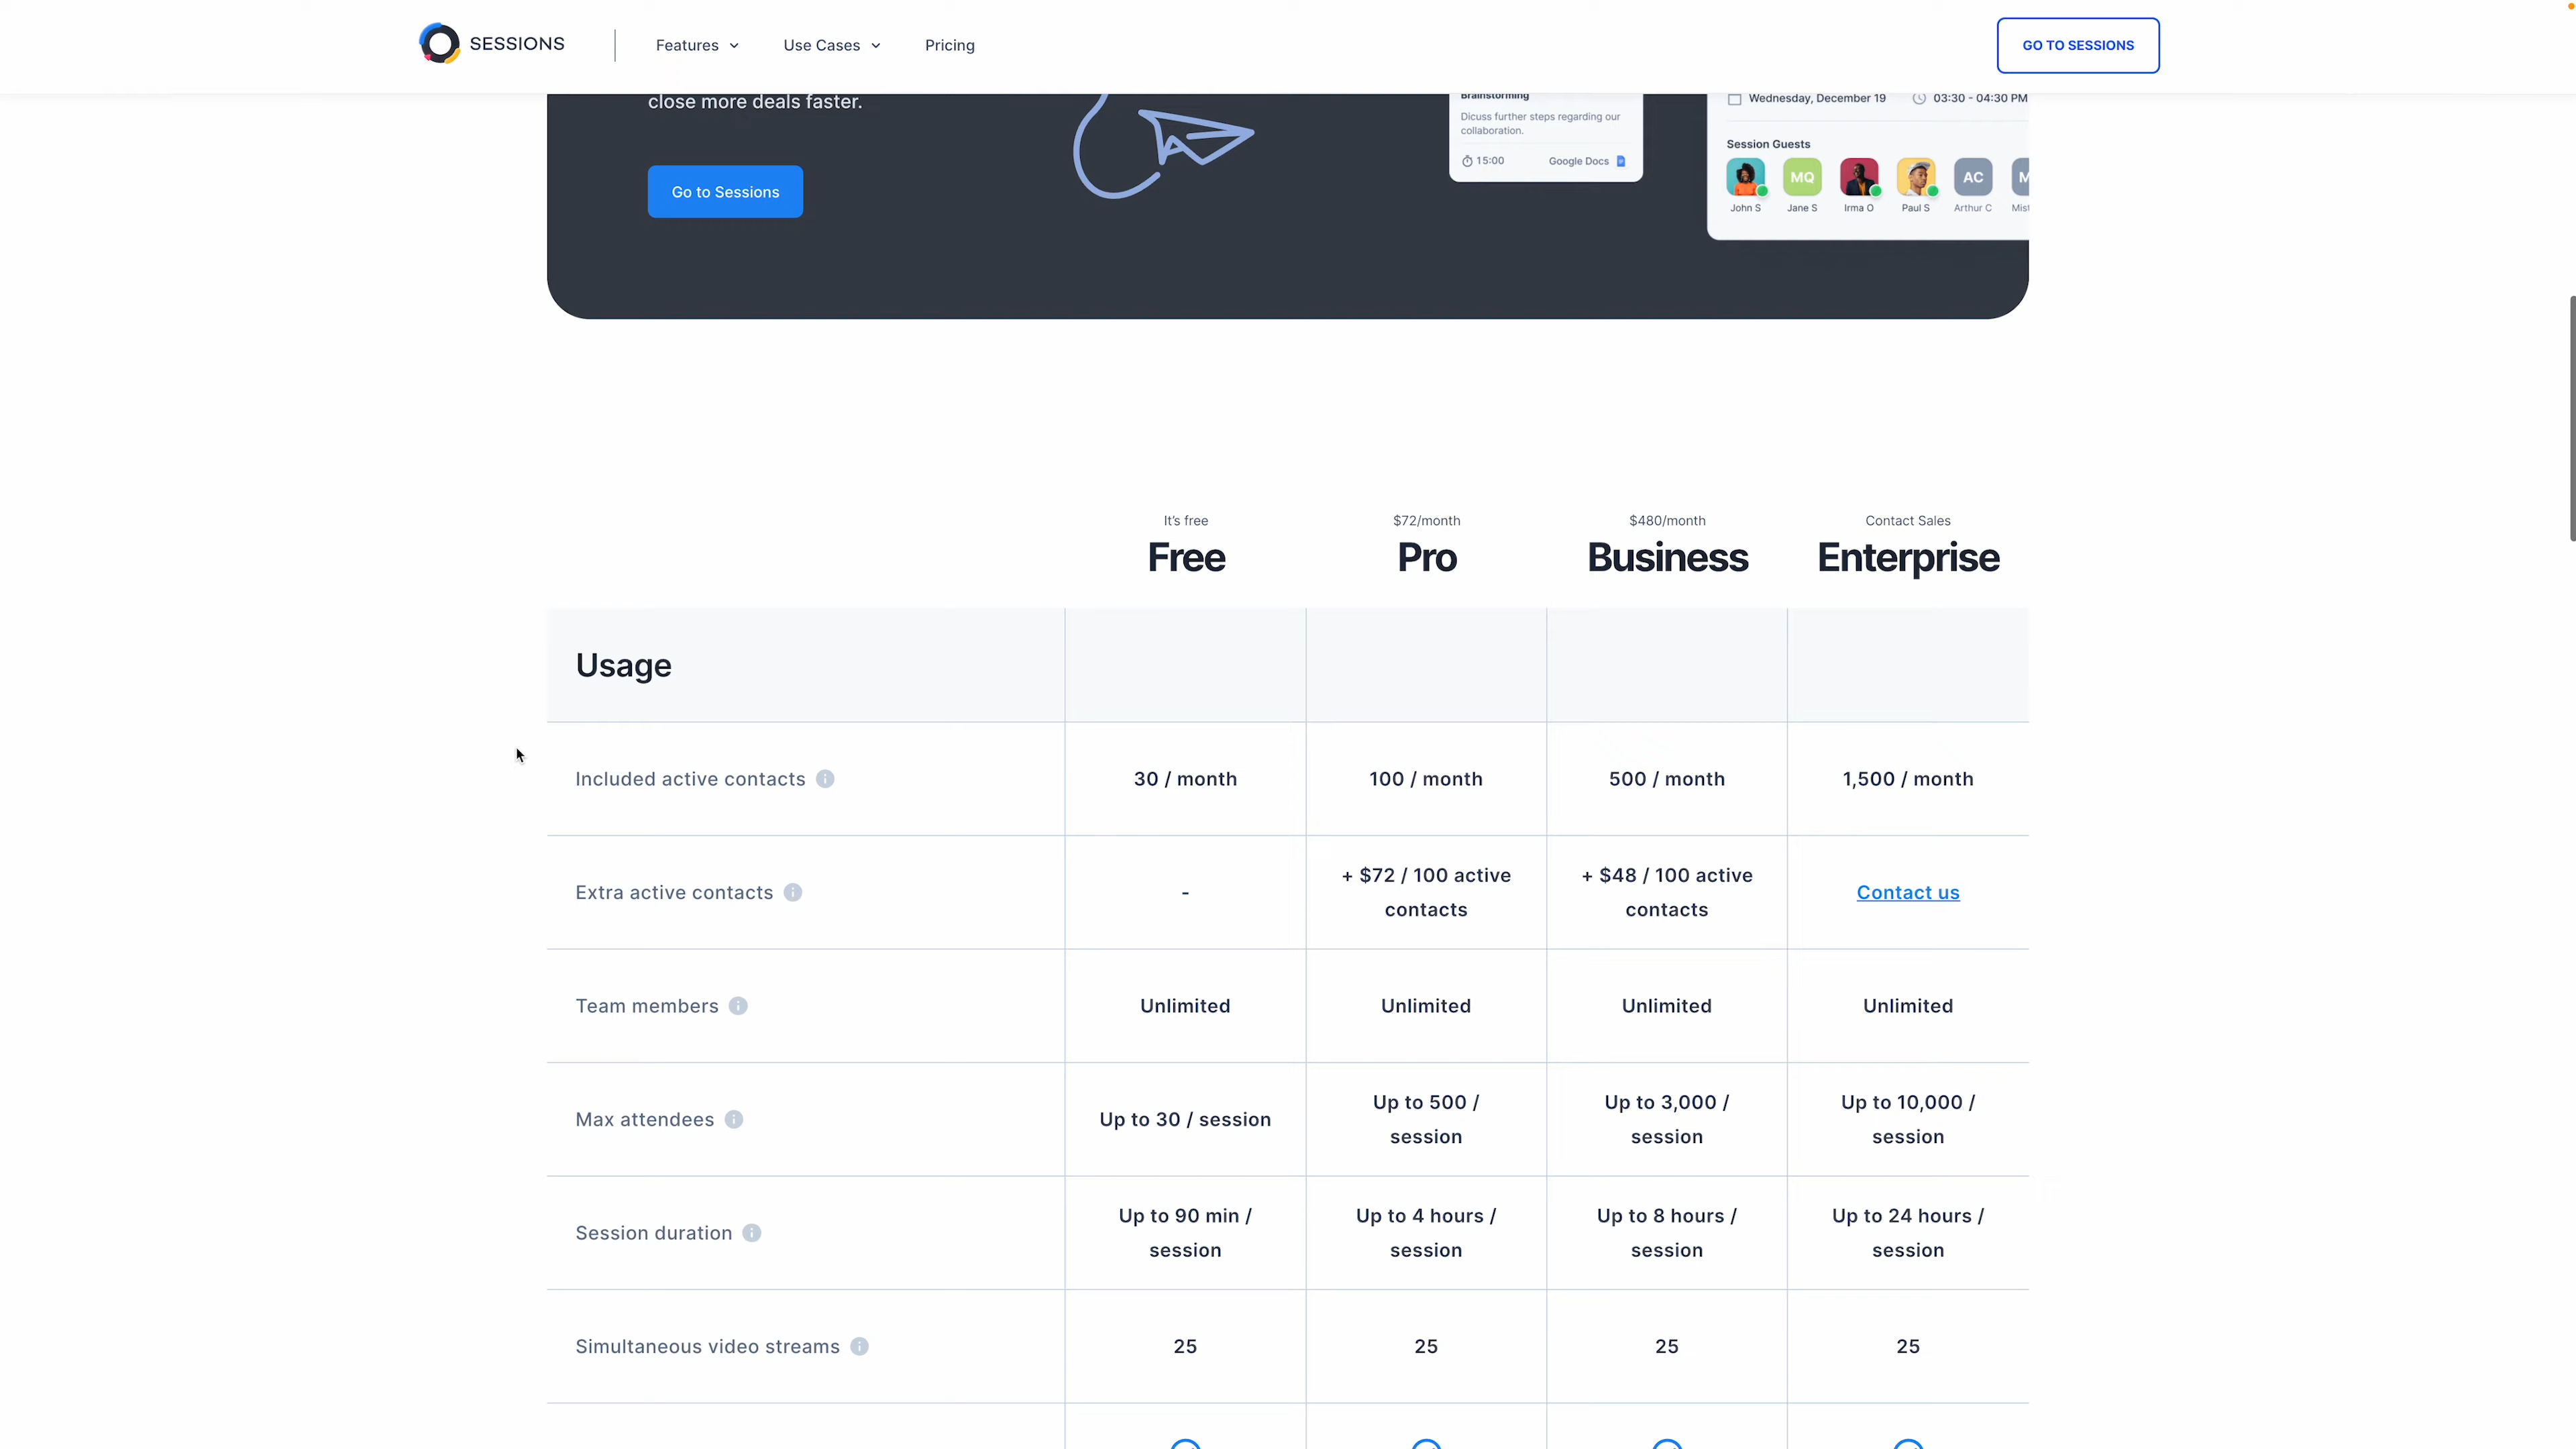 SESSIONS
Features
Use Cases
Pricing
GO TO SESSIONS
close more deals faster.
Go to Sessions
Brainstorming
Dicuss further steps regarding our
collaboration.
15:00
Google Docs
Wednesday, December 19
03:30 - 04:30 PM
Session Guests
MQ
AC
M
John S
Jane S
Irma O
Paul S
Arthur C
Mist
It's free
$72/month
$480/month
Contact Sales
Free
Pro
Business
Enterprise
Usage
Included active contacts
30 / month
100 / month
500 / month
1,500 / month
Extra active contacts
-
+ $72 / 100 active
contacts
+ $48 / 100 active
contacts
Contact us
Team members
Unlimited
Unlimited
Unlimited
Unlimited
Max attendees
Up to 30 / session
Up to 500 /
session
Up to 3,000 /
session
Up to 10,000 /
session
Session duration
Up to 90 min /
session
Up to 4 hours /
session
Up to 8 hours /
session
Up to 24 hours /
session
Simultaneous video streams
25
25
25
25